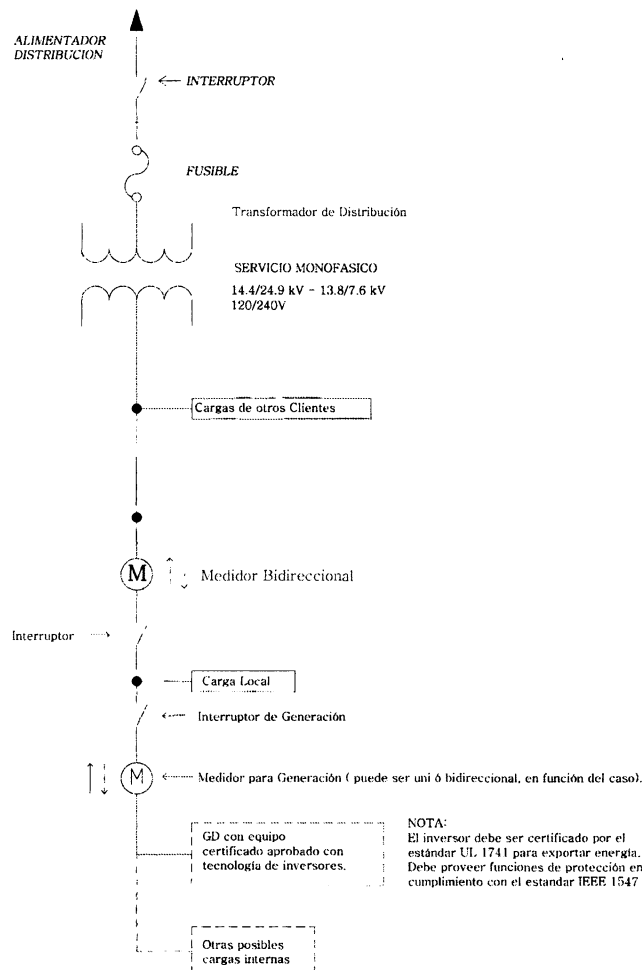 ALIMENTADOR
DISTRIBUCION
INTERRUPTOR
FUSIBLE
Transformador de Distribución
SERVICIO MONOFASICO
14.4/24.9 kV - 13.8/7.6 kV
120/240V
Cargas de otros Clientes
M
Medidor Bidireccional
Interruptor
Carga Local
Interruptor de Generación
M
Medidor para Generación ( puede ser uni ó bidireccional, en función del caso).
GD con equipo
certificado aprobado con
tecnología de inversores.
NOTA:
El inversor debe ser certificado por el
estándar UL 1741 para exportar energía.
Debe proveer funciones de protección en
cumplimiento con el estandar IEEE 1547
Otras posibles
cargas internas